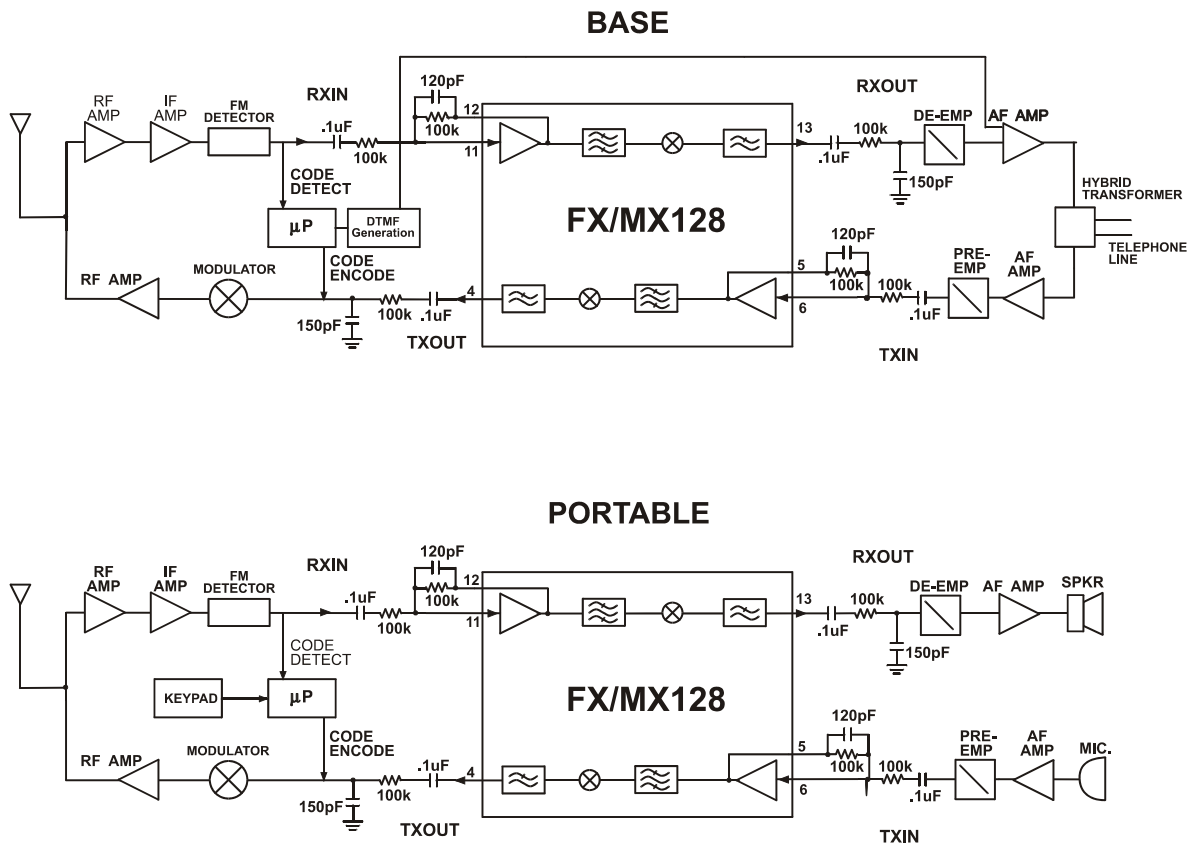 BASE
RF
AMP
IF
AMP
FM
DETECTOR
RXIN
.1uF
100k
120pF
100k
12
11
13
RXOUT
.1uF
100k
150pF
DE-EMP
AF AMP
HYBRID
TRANSFORMER
TELEPHONE
LINE
CODE
DETECT
µP
DTMF
Generation
CODE
ENCODE
FX/MX128
RF AMP
MODULATOR
150pF
100k
.1uF
TXOUT
4
5
6
120pF
100k
100k
.1uF
TXIN
PRE-
EMP
AF
AMP
PORTABLE
RF
AMP
IF
AMP
FM
DETECTOR
RXIN
.1uF
100k
120pF
100k
12
11
13
RXOUT
.1uF
100k
150pF
DE-EMP
AF AMP
SPKR
CODE
DETECT
KEYPAD
µP
CODE
ENCODE
FX/MX128
RF AMP
MODULATOR
150pF
100k
.1uF
TXOUT
4
5
6
120pF
100k
100k
.1uF
TXIN
PRE-
EMP
AF
AMP
MIC.